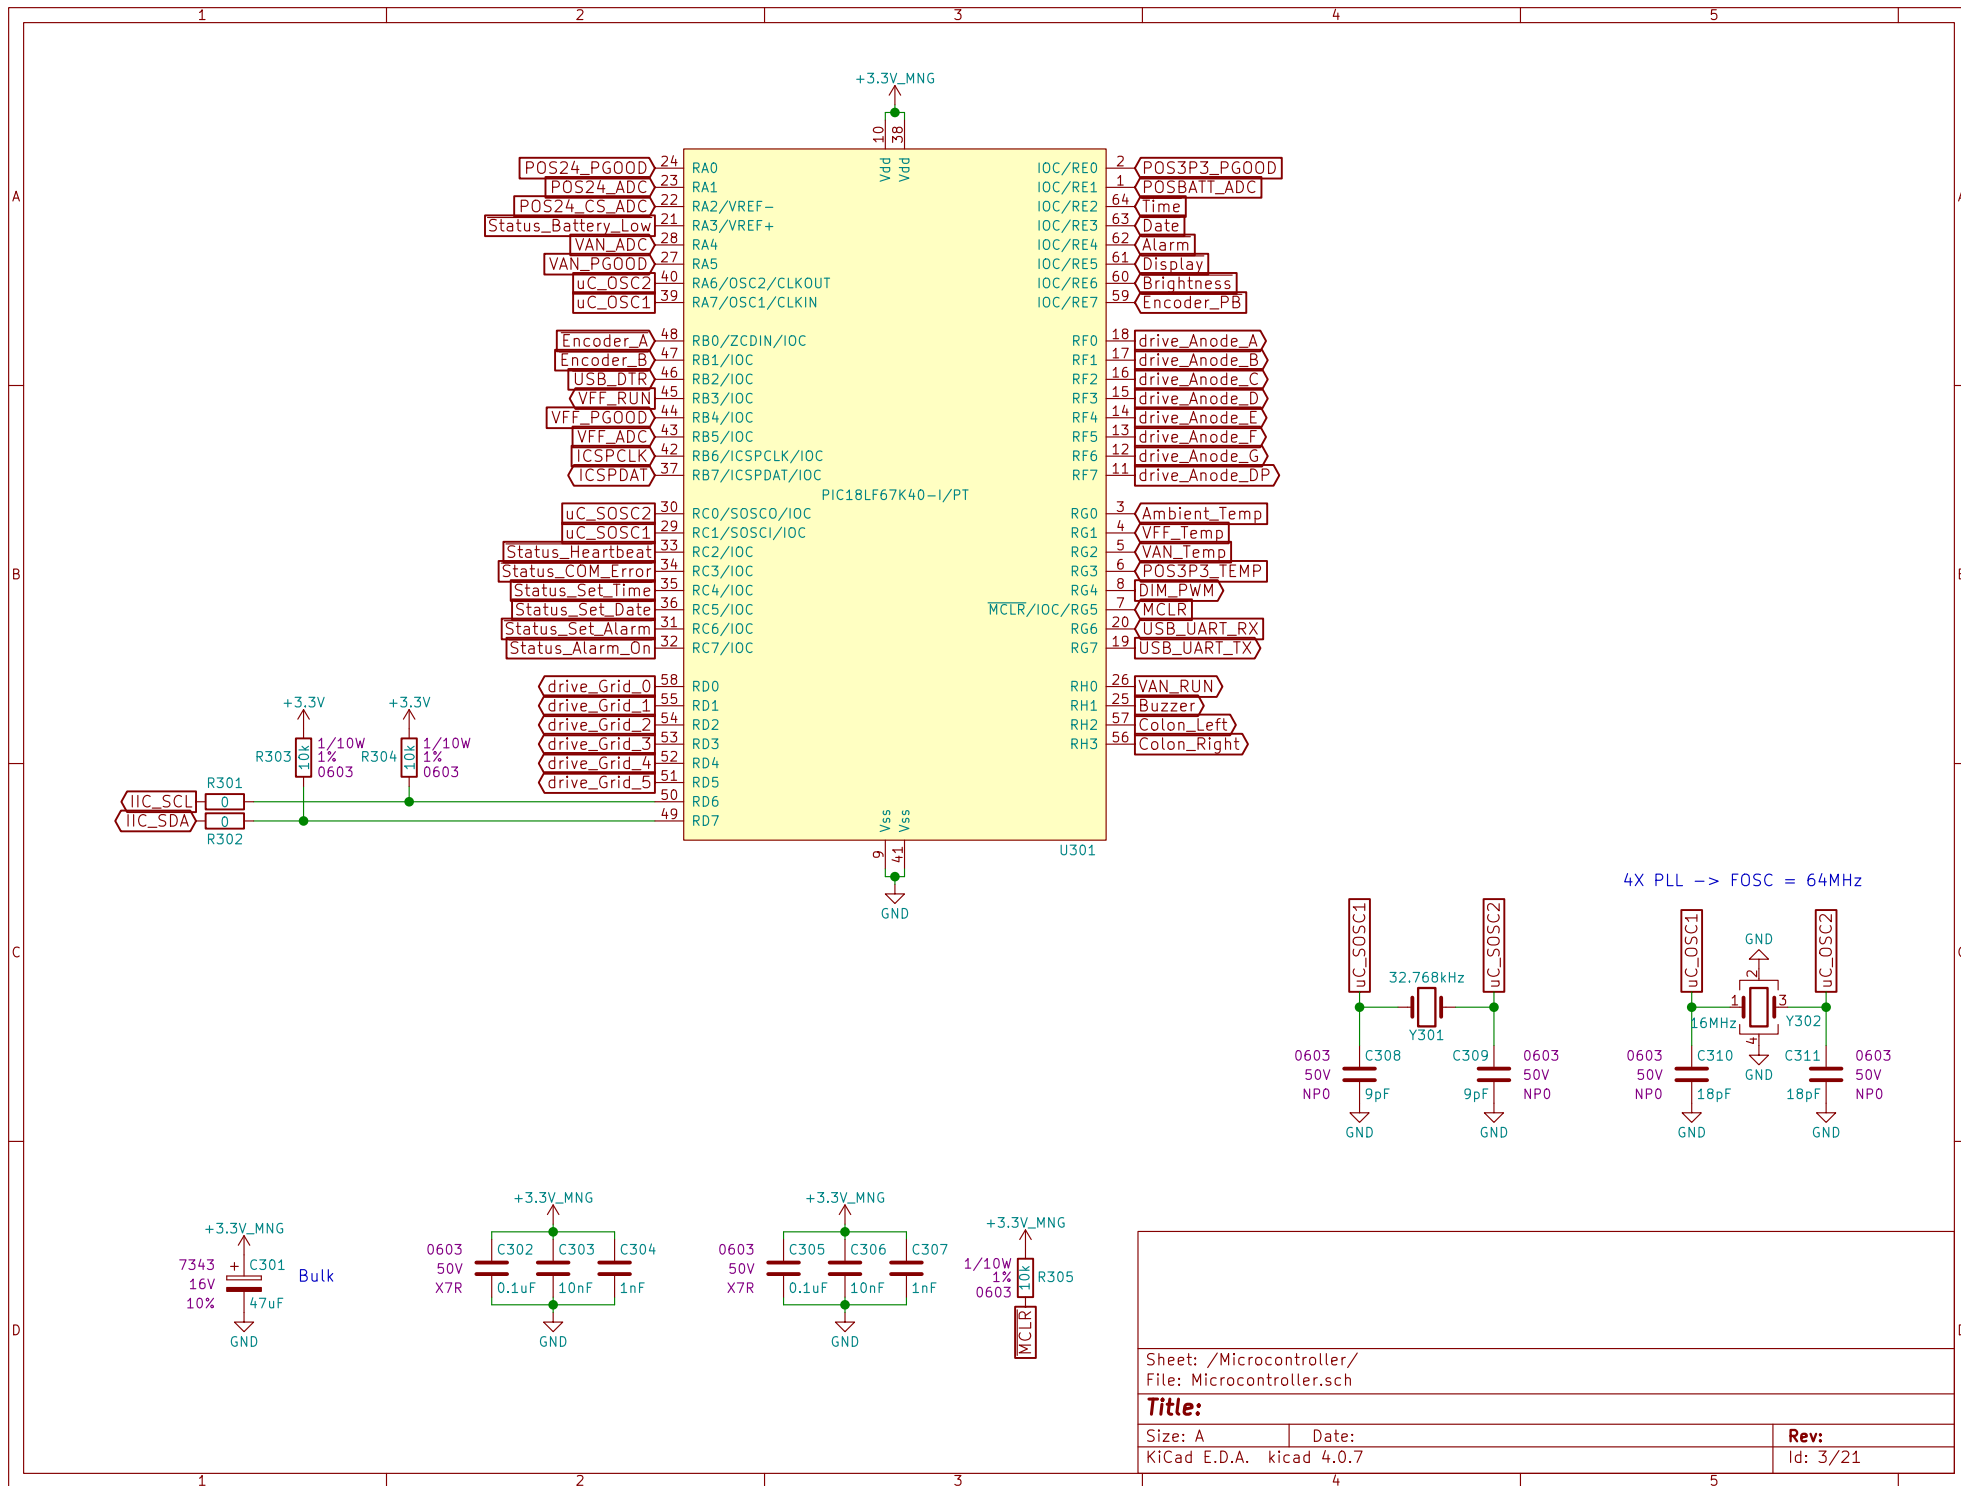 1 2 3 4 5
+3.3V_MNG
10 38
Vdd Vdd
POS24_PGOOD 24 RA0
POS24_ADC 23 RA1
POS24_CS_ADC 22 RA2/VREF-
Status_Battery_Low 21 RA3/VREF+
VAN_ADC 28 RA4
VAN_PGOOD 27 RA5
uC_OSC2 40 RA6/OSC2/CLKOUT
uC_OSC1 39 RA7/OSC1/CLKIN
Encoder_A 48 RB0/ZCDIN/IOC
Encoder_B 47 RB1/IOC
USB_DTR 46 RB2/IOC
VFF_RUN 45 RB3/IOC
VFF_PGOOD 44 RB4/IOC
VFF_ADC 43 RB5/IOC
ICSPCLK 42 RB6/ICSPCLK/IOC
ICSPDAT 37 RB7/ICSPDAT/IOC
PIC18LF67K40-I/PT
uC_SOSC2 30 RC0/SOSCO/IOC
uC_SOSC1 29 RC1/SOSCI/IOC
Status_Heartbeat 33 RC2/IOC
Status_COM_Error 34 RC3/IOC
Status_Set_Time 35 RC4/IOC
Status_Set_Date 36 RC5/IOC
Status_Set_Alarm 31 RC6/IOC
Status_Alarm_On 32 RC7/IOC
drive_Grid_0 58 RD0
drive_Grid_1 55 RD1
drive_Grid_2 54 RD2
drive_Grid_3 53 RD3
drive_Grid_4 52 RD4
drive_Grid_5 51 RD5
50 RD6
49 RD7
IOC/RE0 2 POS3P3_PGOOD
IOC/RE1 1 POSBATT_ADC
IOC/RE2 64 Time
IOC/RE3 63 Date
IOC/RE4 62 Alarm
IOC/RE5 61 Display
IOC/RE6 60 Brightness
IOC/RE7 59 Encoder_PB
RF0 18 drive_Anode_A
RF1 17 drive_Anode_B
RF2 16 drive_Anode_C
RF3 15 drive_Anode_D
RF4 14 drive_Anode_E
RF5 13 drive_Anode_F
RF6 12 drive_Anode_G
RF7 11 drive_Anode_DP
RG0 3 Ambient_Temp
RG1 4 VFF_Temp
RG2 5 VAN_Temp
RG3 6 POS3P3_TEMP
RG4 8 DIM_PWM
MCLR/IOC/RG5 7 MCLR
RG6 20 USB_UART_RX
RG7 19 USB_UART_TX
RH0 26 VAN_RUN
RH1 25 Buzzer
RH2 57 Colon_Left
RH3 56 Colon_Right
Vss Vss
9 41
U301
GND
+3.3V +3.3V
R303 10k 1/10W 1% 0603
R304 10k 1/10W 1% 0603
R301
IIC_SCL 0
IIC_SDA 0
R302
A
B
C
D
4X PLL -> FOSC = 64MHz
uC_SOSC1 uC_SOSC2
32.768kHz
Y301
0603 C308 C309 0603
50V 50V
NP0 9pF 9pF NP0
GND GND
uC_OSC1 uC_OSC2
GND
2
1 3
16MHz Y302
4
GND
0603 C310 C311 0603
50V 50V
NP0 18pF 18pF NP0
GND GND
+3.3V_MNG
7343 + C301
16V Bulk
10% 47uF
GND
+3.3V_MNG
0603 C302 C303 C304
50V
X7R 0.1uF 10nF 1nF
GND
+3.3V_MNG
0603 C305 C306 C307
50V
X7R 0.1uF 10nF 1nF
GND
+3.3V_MNG
1/10W
1% 10k R305
0603
MCLR
Sheet: /Microcontroller/
File: Microcontroller.sch
Title:
Size: A Date: Rev:
KiCad E.D.A. kicad 4.0.7 Id: 3/21
1 2 3 4 5